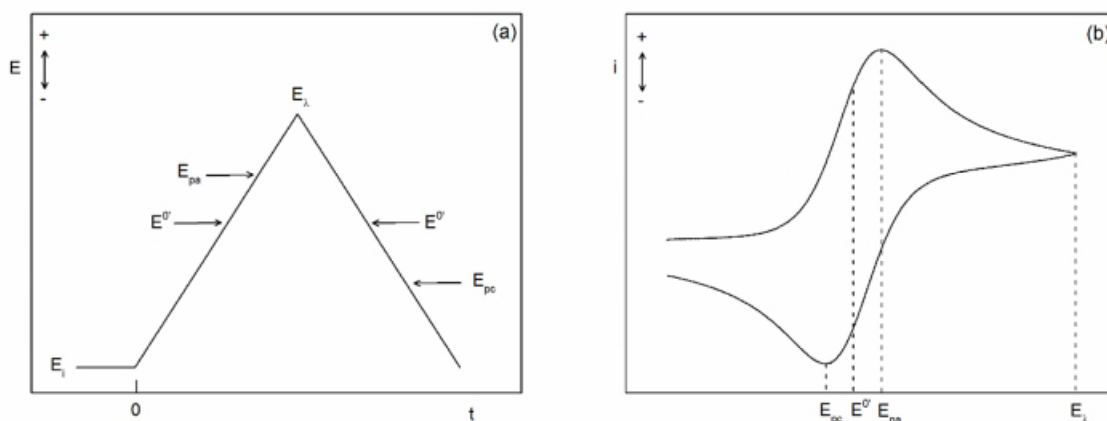 (a)
+
E
-
E_λ
E_pa
E^0'
E^0'
E_pc
E_i
0
t
(b)
+
i
-
E_pc E^0' E_pa E_λ